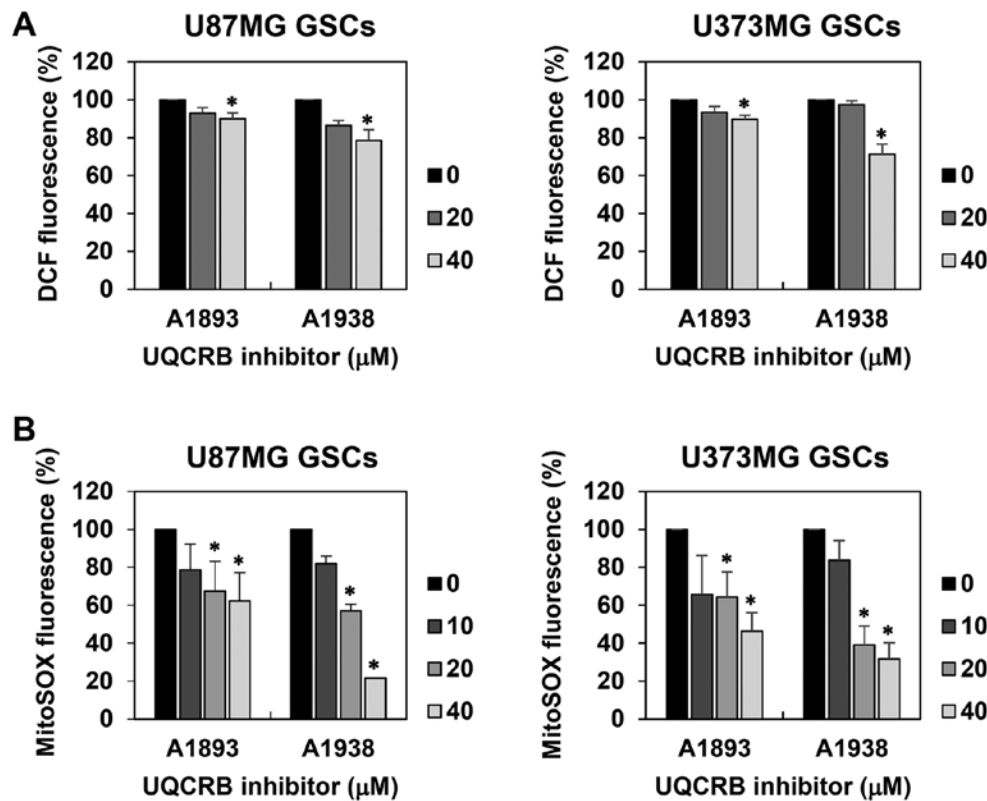 A
U87MG GSCs
DCF fluorescence (%)
120
100
80
60
40
20
0
*
*
0
20
40
A1893 A1938
UQCRB inhibitor (μM)
U373MG GSCs
DCF fluorescence (%)
120
100
80
60
40
20
0
*
*
0
20
40
A1893 A1938
UQCRB inhibitor (μM)
B
U87MG GSCs
MitoSOX fluorescence (%)
120
100
80
60
40
20
0
* *
*
*
0
10
20
40
A1893 A1938
UQCRB inhibitor (μM)
U373MG GSCs
MitoSOX fluorescence (%)
120
100
80
60
40
20
0
*
*
*
*
0
10
20
40
A1893 A1938
UQCRB inhibitor (μM)